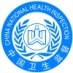 CHINA NATIONAL HEALTH INSPECTION
中国卫生监督